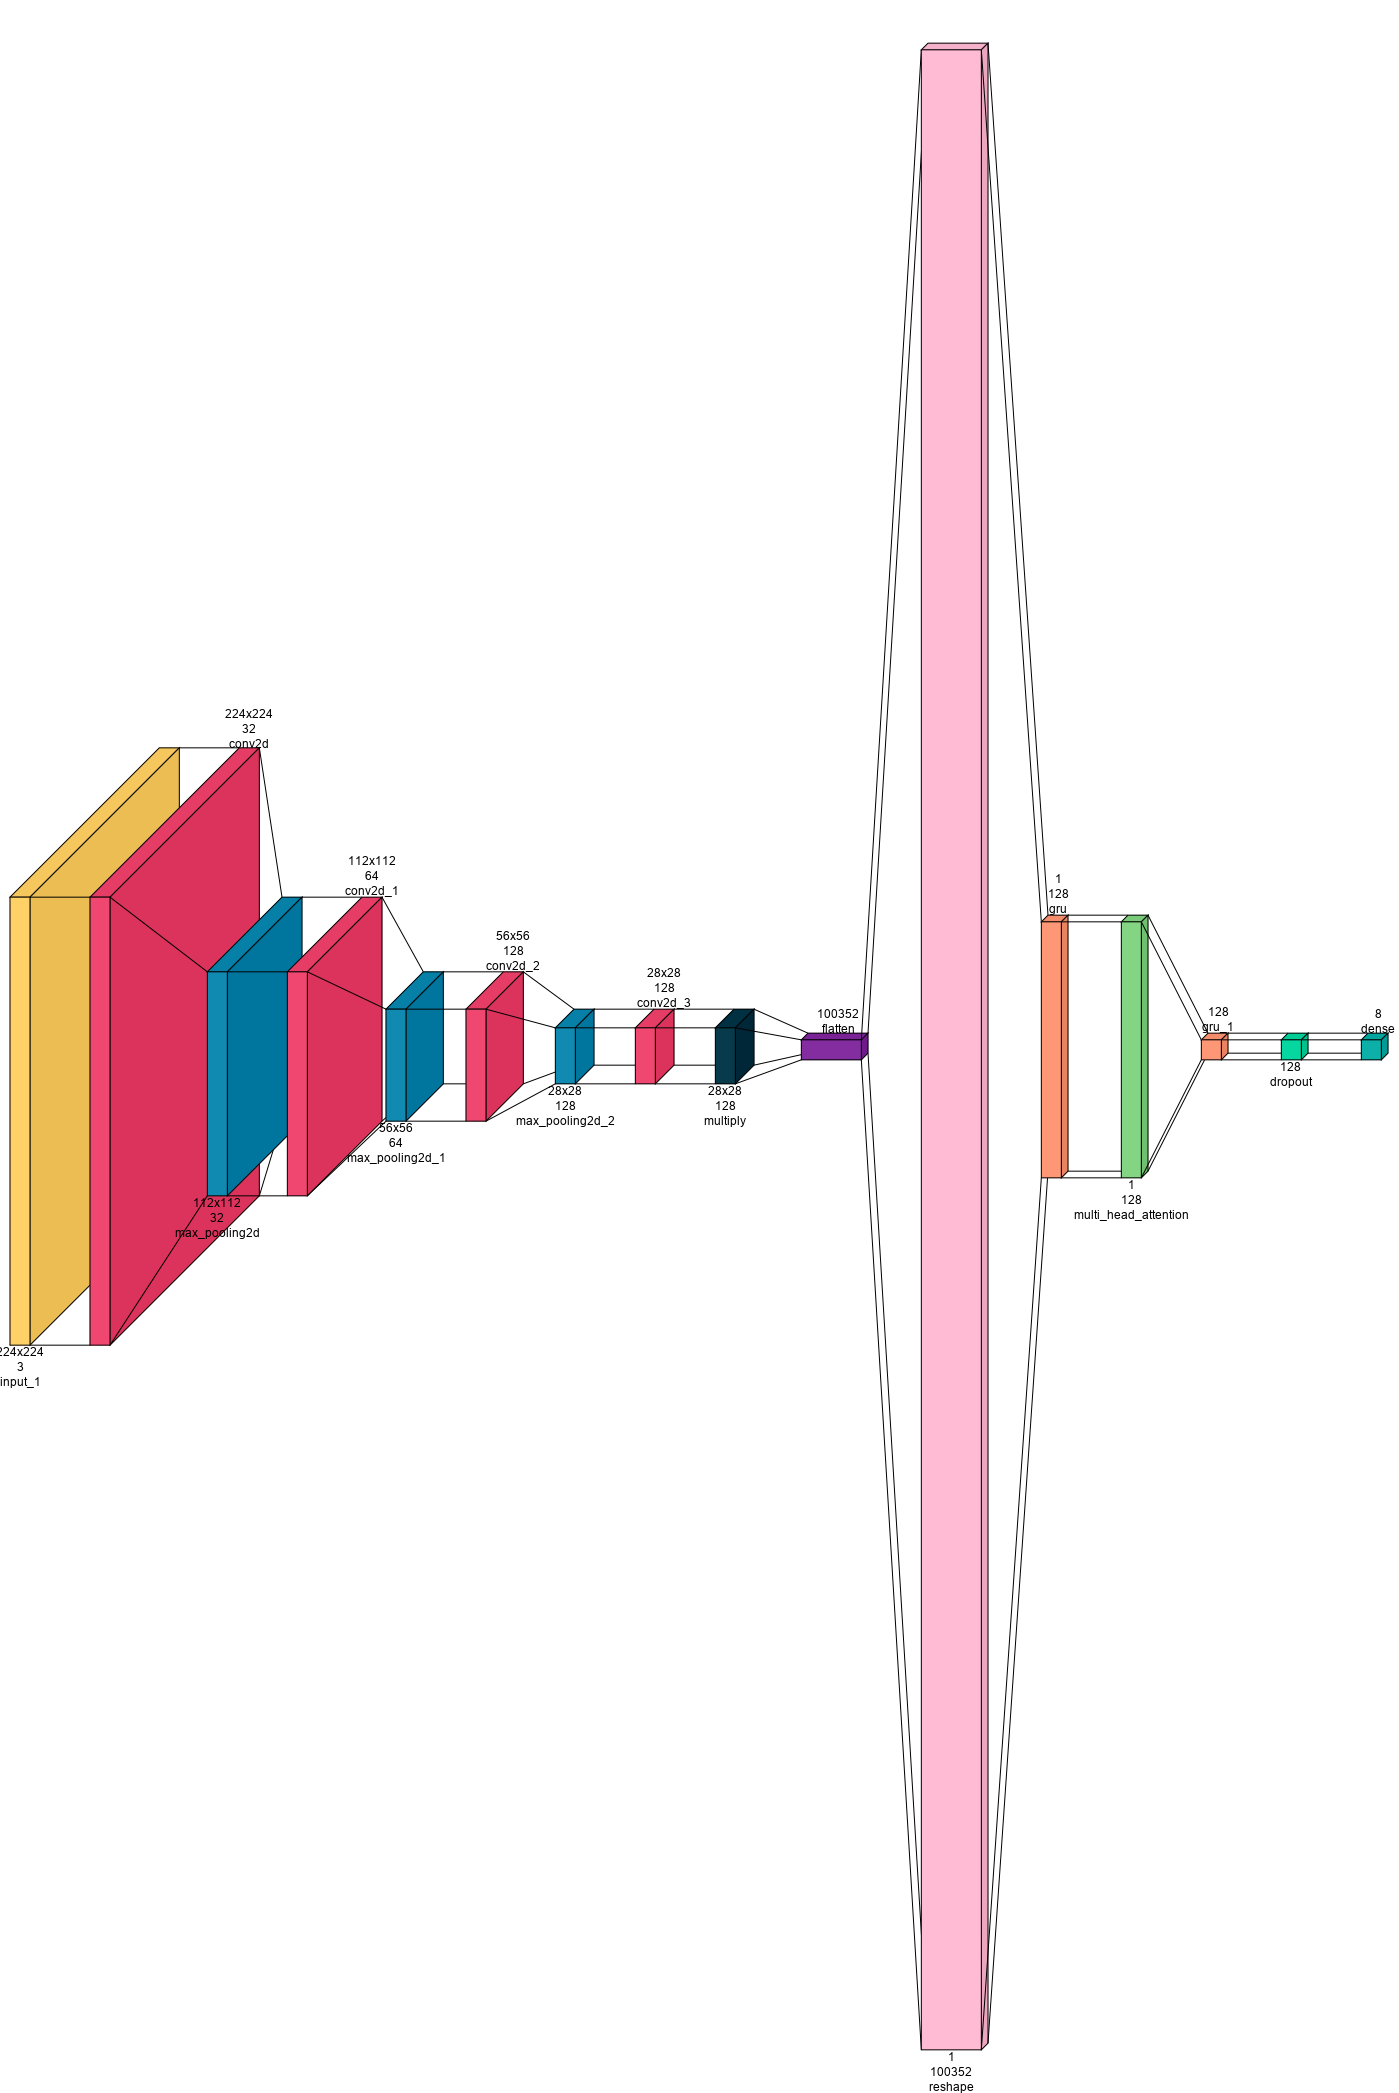 224x224
3
input_1
224x224
32
conv2d
112x112
32
max_pooling2d
112x112
64
conv2d_1
56x56
64
max_pooling2d_1
56x56
128
conv2d_2
28x28
128
max_pooling2d_2
28x28
128
conv2d_3
28x28
128
multiply
100352
flatten
1
100352
reshape
1
128
gru
1
128
multi_head_attention
128
gru_1
128
dropout
8
dense